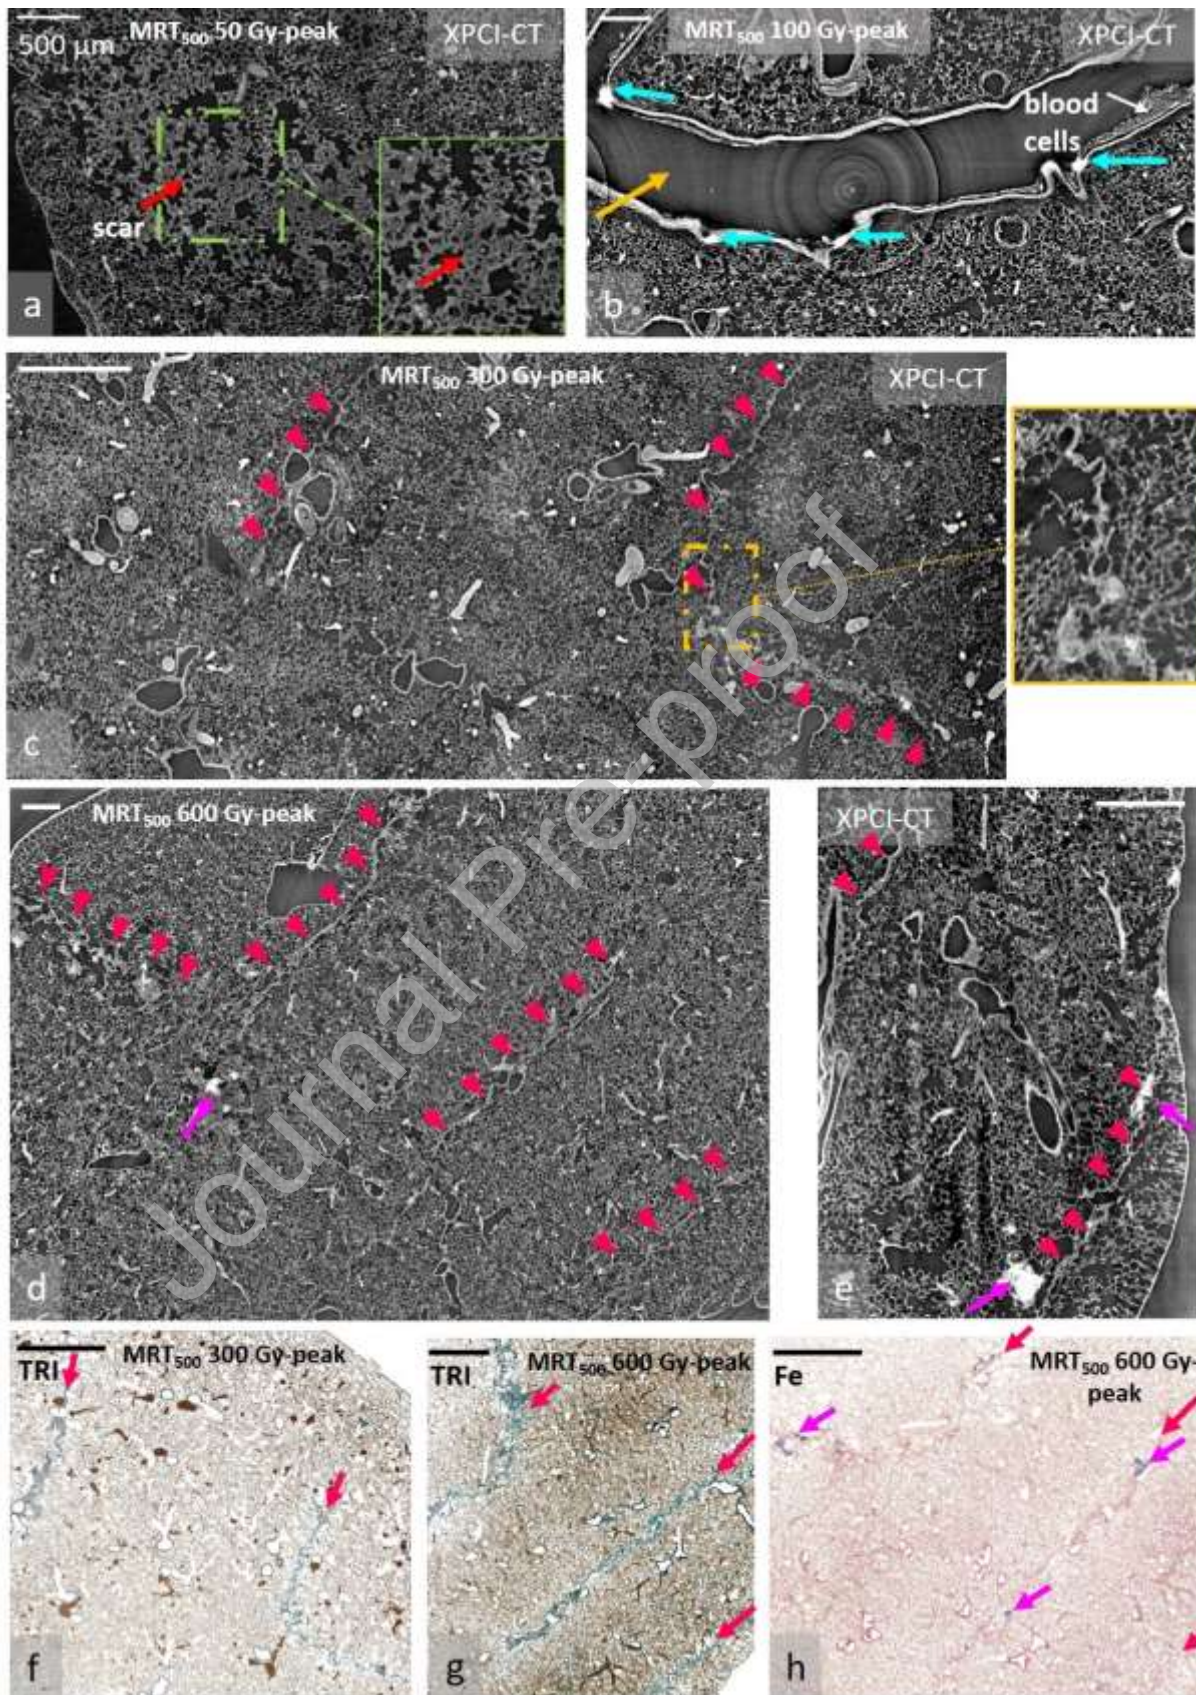 500 µm
MRT500 50 Gy-peak
XPCI-CT
scar
a
MRT500 100 Gy-peak
XPCI-CT
blood
cells
b
MRT500 300 Gy-peak
XPCI-CT
c
MRT500 600 Gy-peak
d
XPCI-CT
e
Journal Pre-proof
TRI
MRT500 300 Gy-peak
f
TRI
MRT500 600 Gy-peak
g
Fe
MRT500 600 Gy-
peak
h